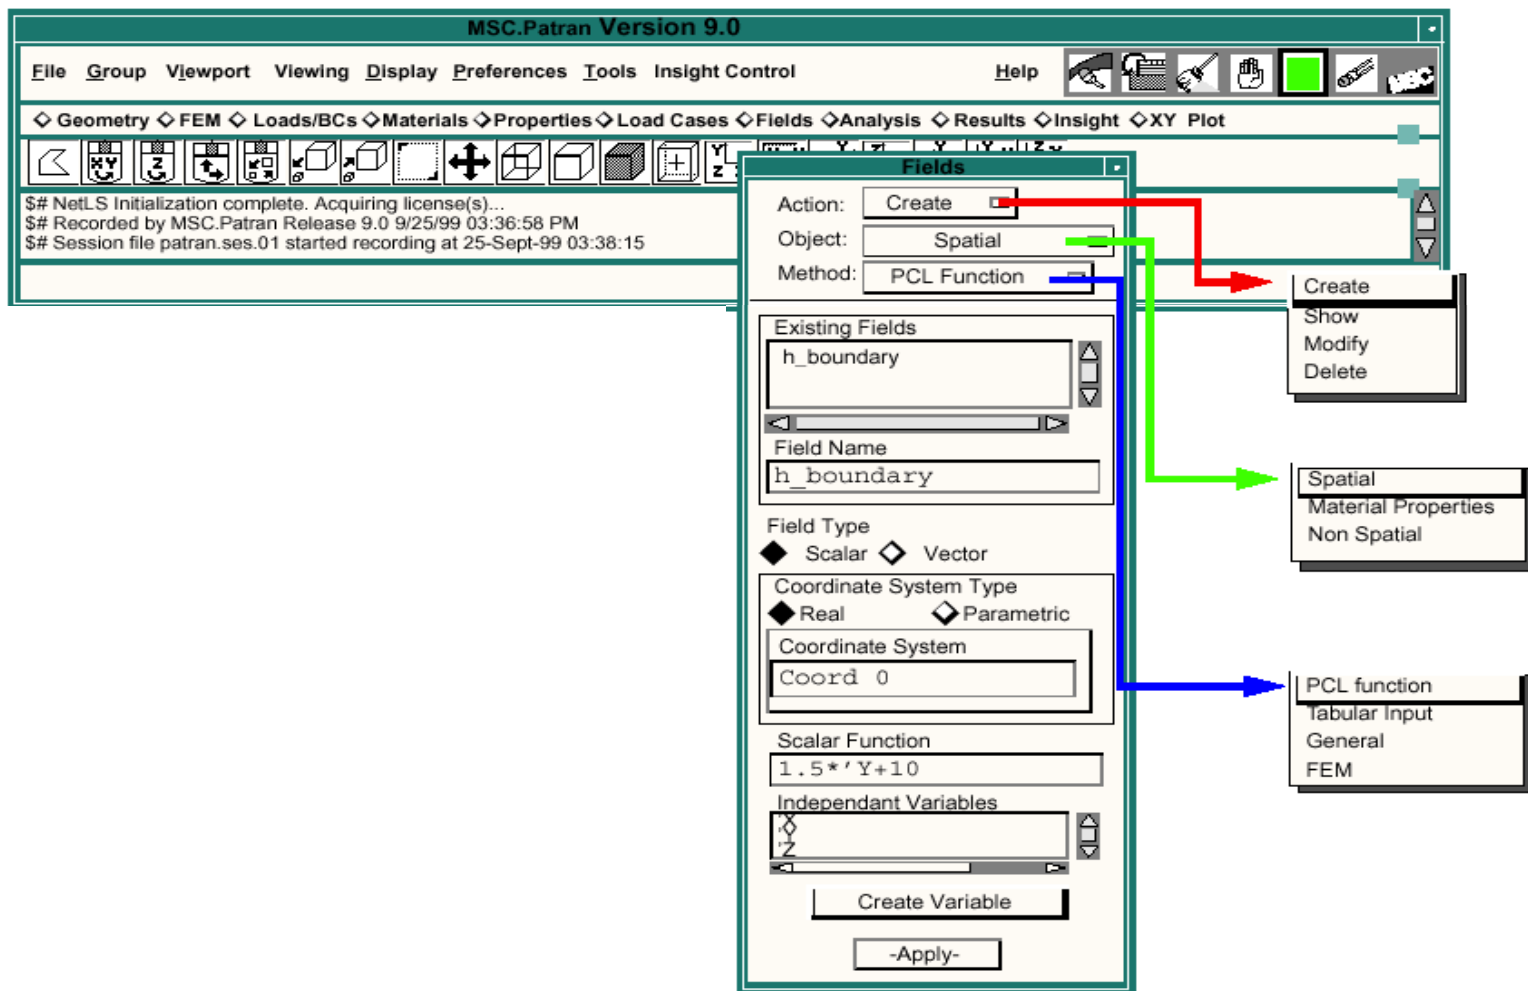 MSC.Patran Version 9.0
File Group Viewport Viewing Display Preferences Tools Insight Control Help
MSC
Geometry FEM Loads/BCs Materials Properties Load Cases Fields Analysis Results Insight XY Plot
XY Z Y Z
$# NetLS Initialization complete. Acquiring license(s)...
$# Recorded by MSC.Patran Release 9.0 9/25/99 03:36:58 PM
$# Session file patran.ses.01 started recording at 25-Sept-99 03:38:15
Fields
Action: Create
Object: Spatial
Method: PCL Function
Existing Fields
h_boundary
Field Name
h_boundary
Field Type
Scalar Vector
Coordinate System Type
Real Parametric
Coordinate System
Coord 0
Scalar Function
1.5*'Y+10
Independant Variables
'X
'Y
'Z
Create Variable
-Apply-
Create
Show
Modify
Delete
Spatial
Material Properties
Non Spatial
PCL function
Tabular Input
General
FEM